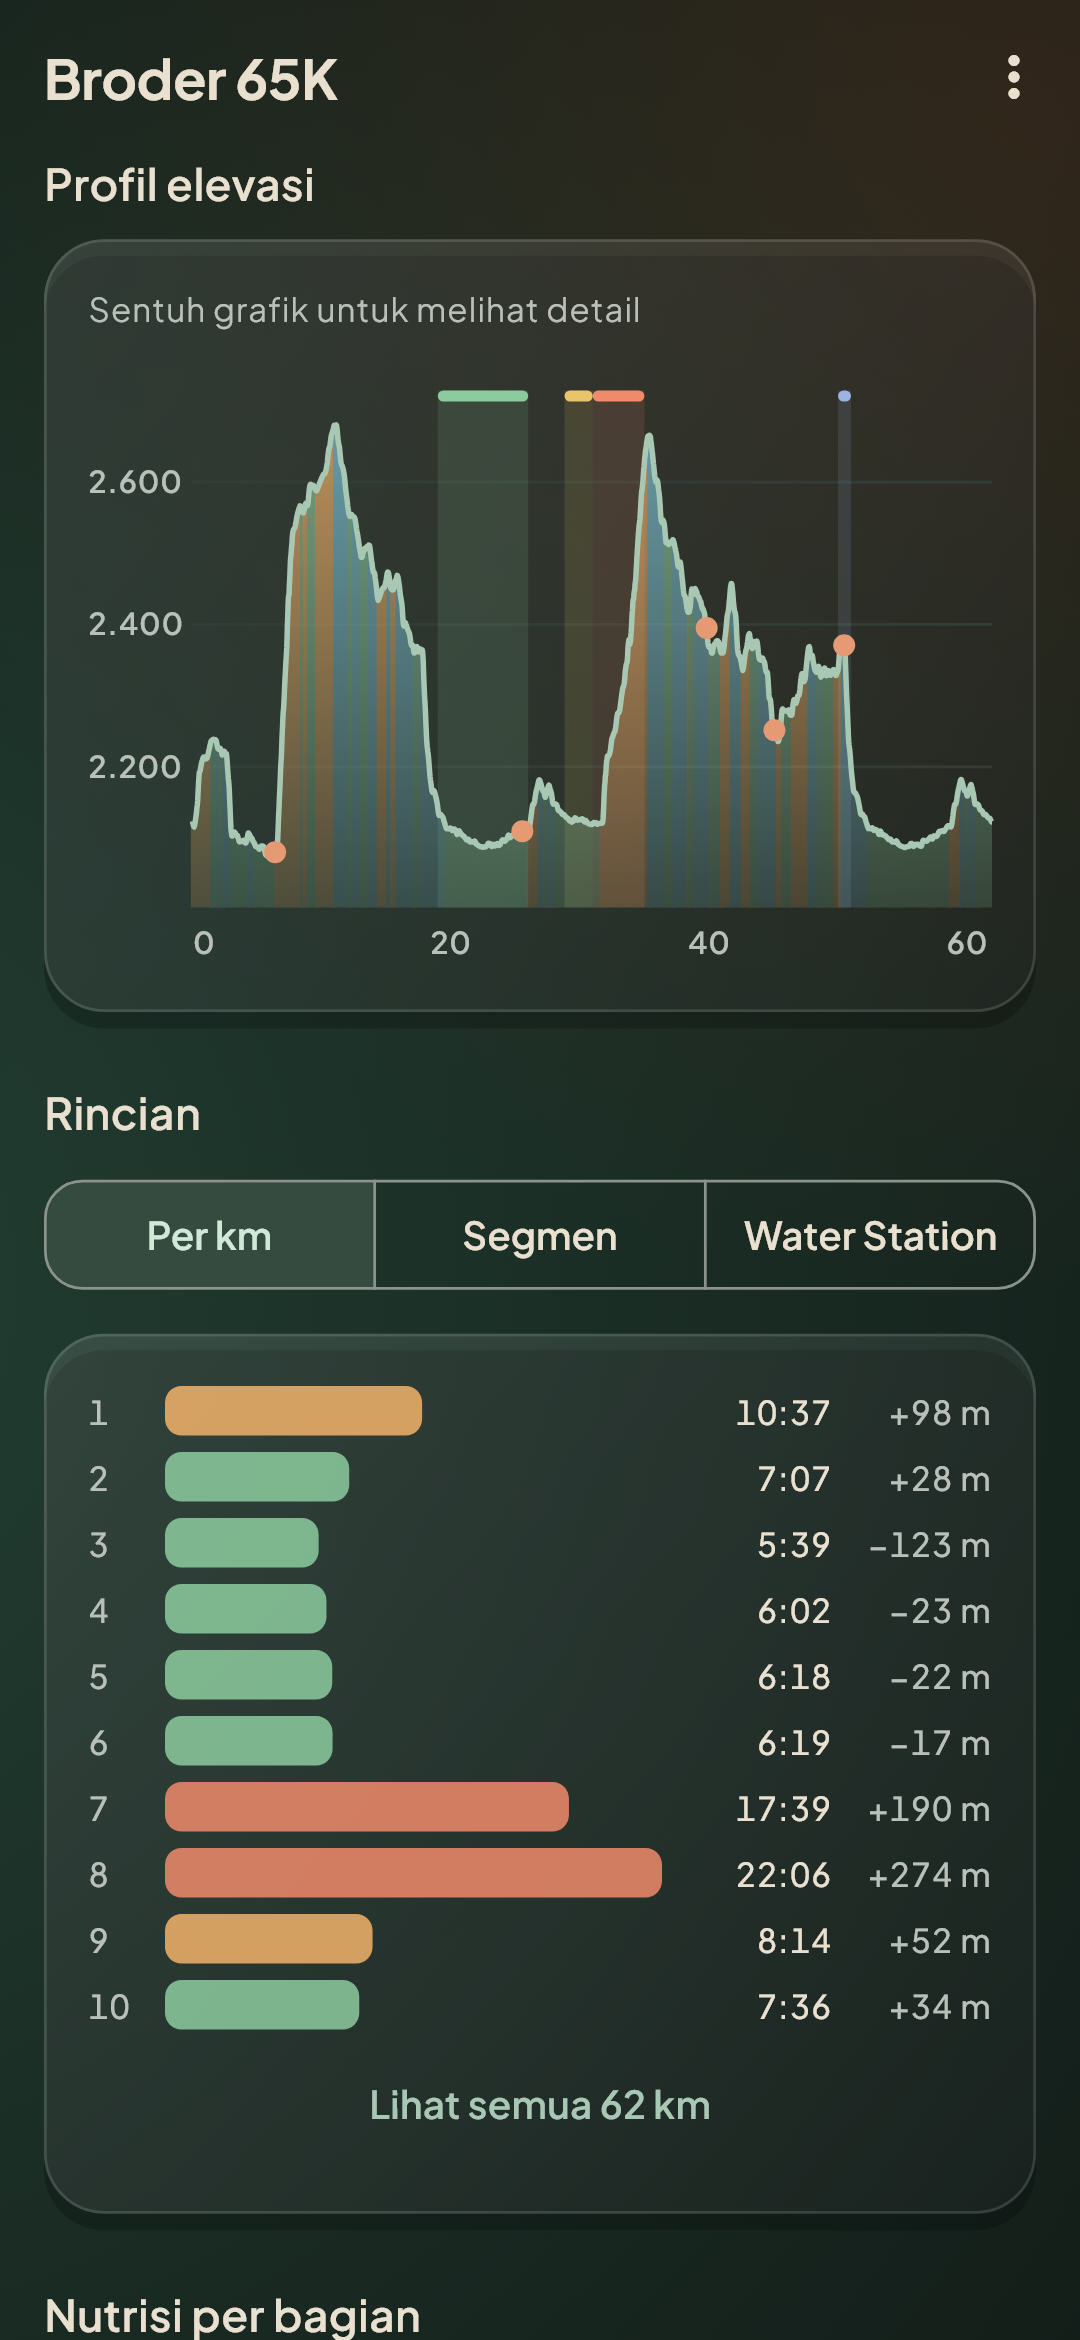 Broder 65K
Profil elevasi
Sentuh grafik untuk melihat detail
2.600
2.400
2.200
0 20 40 60
Rincian
Per km Segmen Water Station
1 10:37 +98 m
2 7:07 +28 m
3 5:39 −123 m
4 6:02 −23 m
5 6:18 −22 m
6 6:19 −17 m
7 17:39 +190 m
8 22:06 +274 m
9 8:14 +52 m
10 7:36 +34 m
Lihat semua 62 km
Nutrisi per bagian